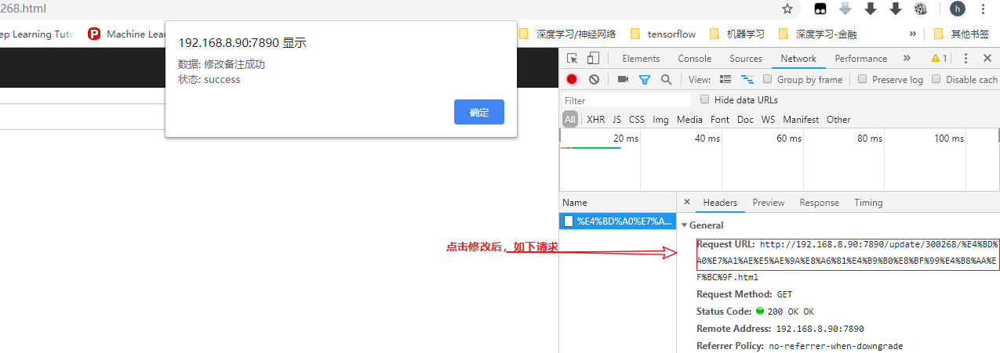 268.html
h
ep Learning Tuto
Machine Lear
深度学习/神经网络
tensorflow
机器学习
深度学习-金融
»
其他书签
192.168.8.90:7890 显示
数据: 修改备注成功
状态: success
确定
Elements
Console
Sources
Network
Performance
»
1
View:
Group by frame
Preserve log
Disable cach
Filter
Hide data URLs
All
XHR
JS
CSS
Img
Media
Font
Doc
WS
Manifest
Other
20 ms
40 ms
60 ms
80 ms
100 ms
Name
Headers
Preview
Response
Timing
%E4%BD%A0%E7%A...
General
点击修改后，如下请求
Request URL: http://192.168.8.90:7890/update/300268/%E4%BD%
A0%E7%A1%AE%E5%AE%9A%E8%A6%81%E4%B9%B0%E8%BF%99%E4%B8%AA%E
F%BC%9F.html
Request Method: GET
Status Code: 200 OK OK
Remote Address: 192.168.8.90:7890
Referrer Policy: no-referrer-when-downgrade